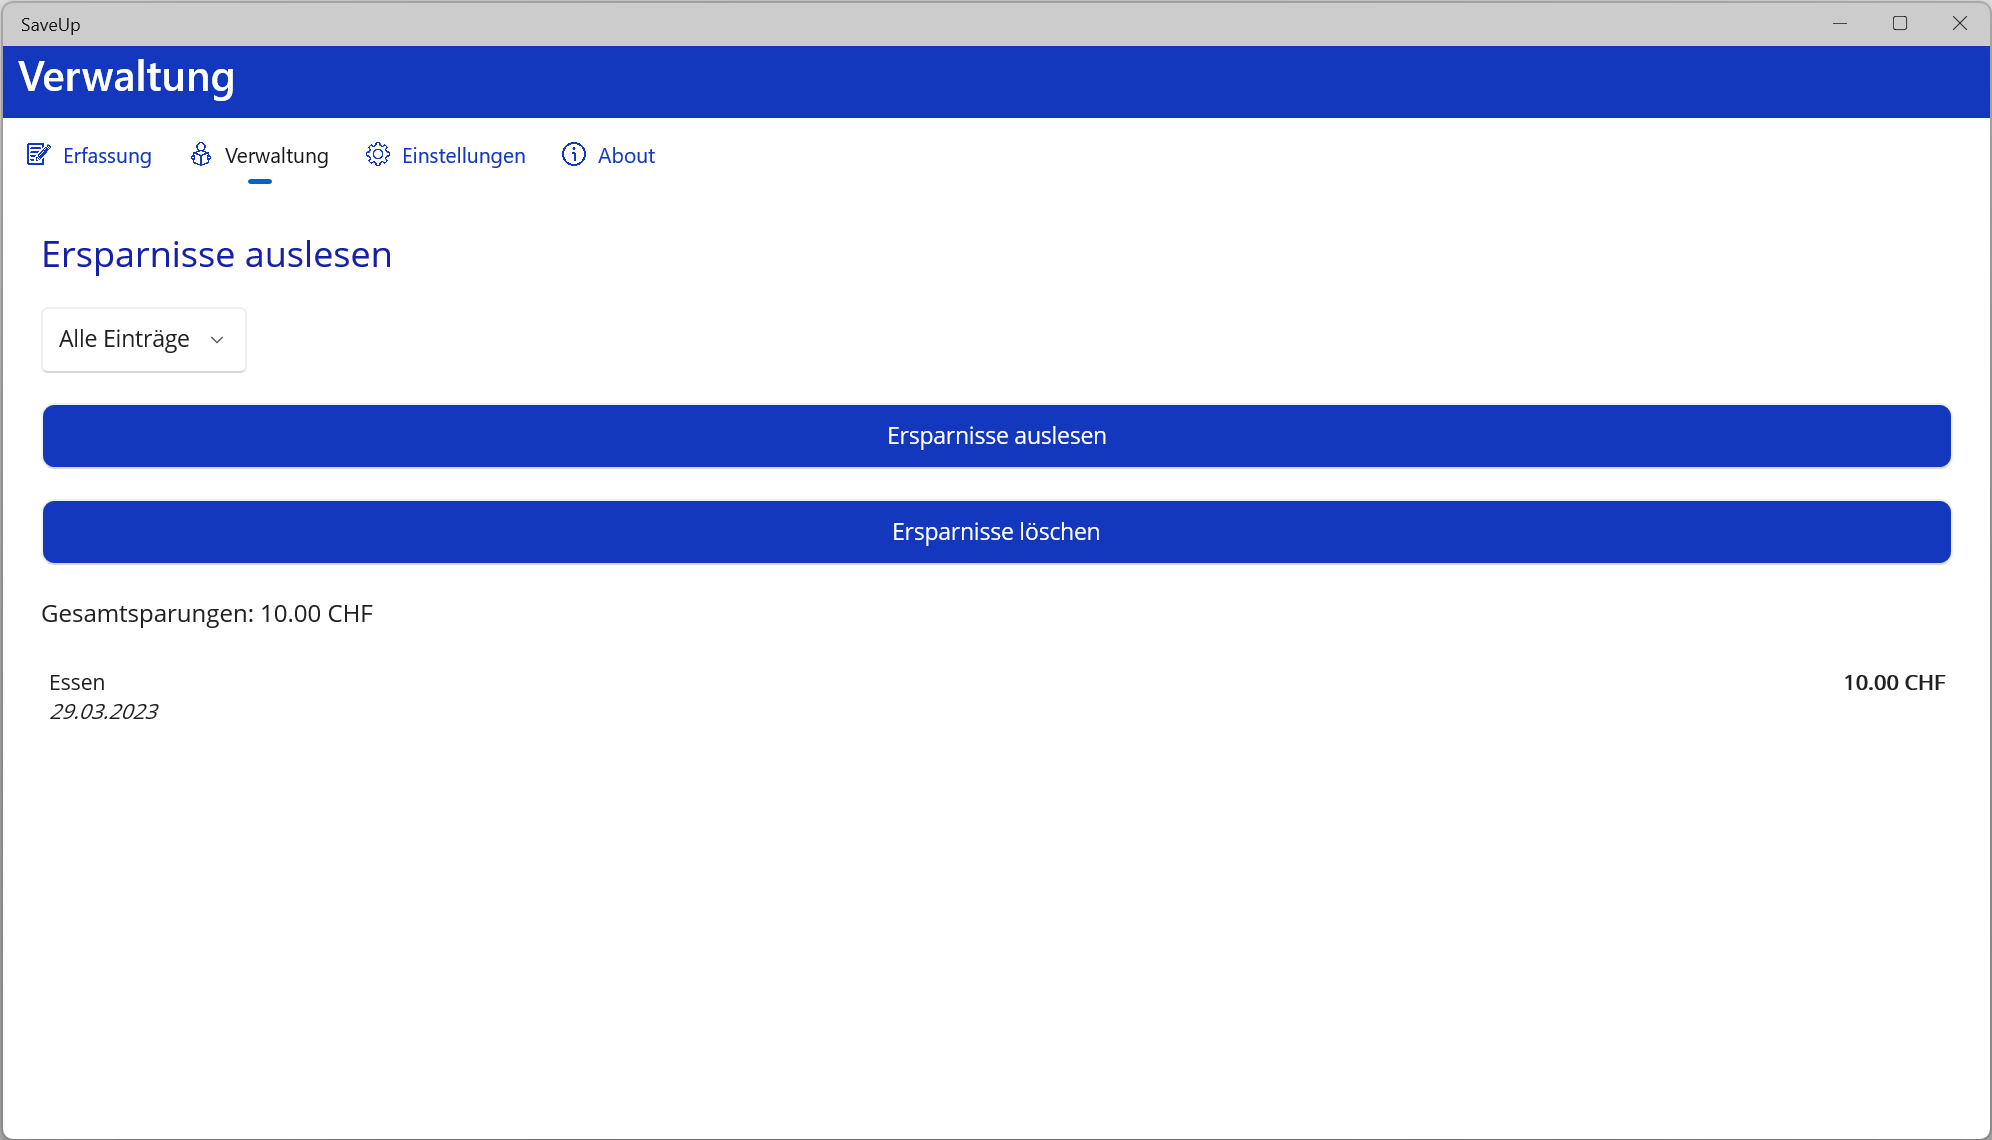 SaveUp
Verwaltung
Erfassung Verwaltung Einstellungen About
Ersparnisse auslesen
Alle Einträge
Ersparnisse auslesen
Ersparnisse löschen
Gesamtsparungen: 10.00 CHF
Essen 10.00 CHF
29.03.2023